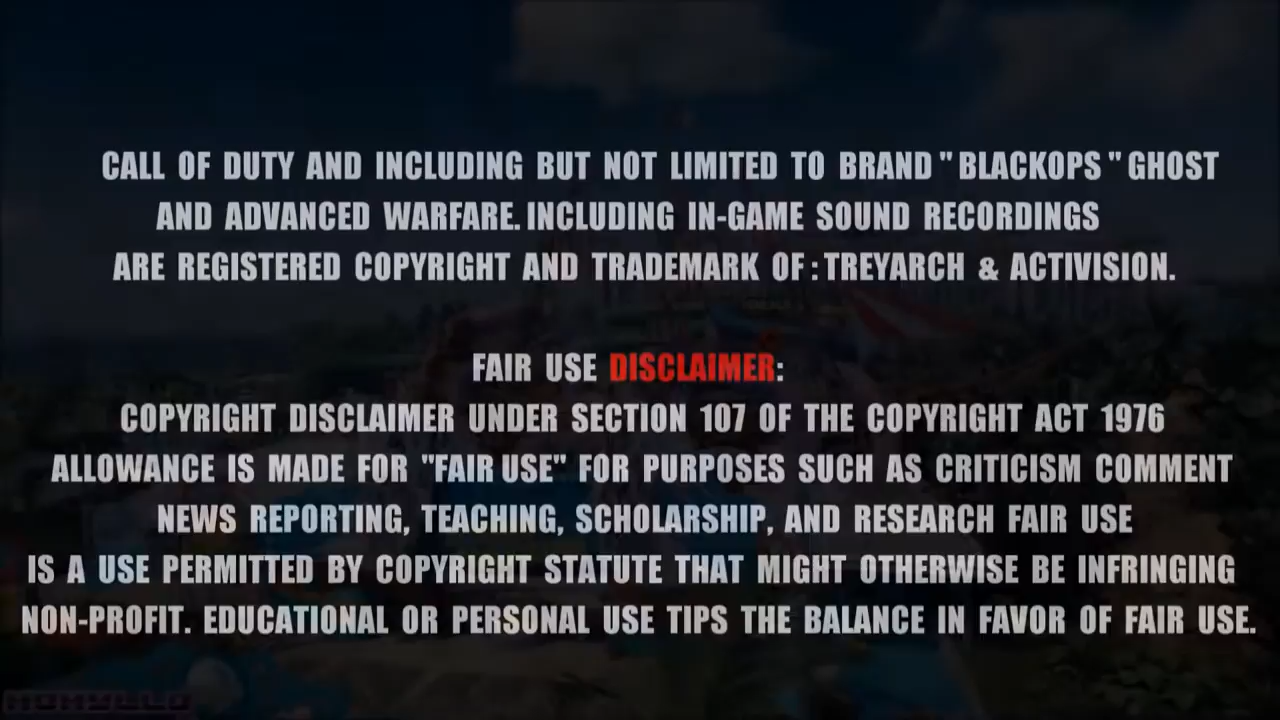 CALL OF DUTY AND INCLUDING BUT NOT LIMITED TO BRAND "BLACKOPS" GHOST
AND ADVANCED WARFARE. INCLUDING IN-GAME SOUND RECORDINGS
ARE REGISTERED COPYRIGHT AND TRADEMARK OF: TREYARCH & ACTIVISION.
FAIR USE DISCLAIMER:
COPYRIGHT DISCLAIMER UNDER SECTION 107 OF THE COPYRIGHT ACT 1976
ALLOWANCE IS MADE FOR "FAIR USE" FOR PURPOSES SUCH AS CRITICISM COMMENT
NEWS REPORTING, TEACHING, SCHOLARSHIP, AND RESEARCH FAIR USE
IS A USE PERMITTED BY COPYRIGHT STATUTE THAT MIGHT OTHERWISE BE INFRINGING
NON-PROFIT. EDUCATIONAL OR PERSONAL USE TIPS THE BALANCE IN FAVOR OF FAIR USE.